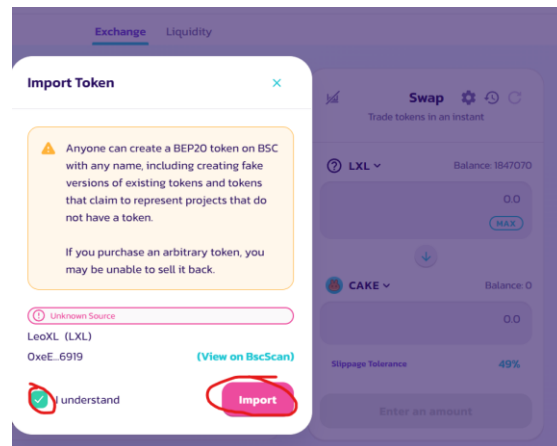 Exchange Liquidity
Import Token
Anyone can create a BEP20 token on BSC
with any name, including creating fake
versions of existing tokens and tokens
that claim to represent projects that do
not have a token.
If you purchase an arbitrary token, you
may be unable to sell it back.
Unknown Source
LeoXL (LXL)
0xeE...6919 (View on BscScan)
I understand
Import
Swap
Trade tokens in an instant
LXL Balance: 1847070
0.0
MAX
CAKE Balance: 0
0.0
Slippage Tolerance 49%
Enter an amount